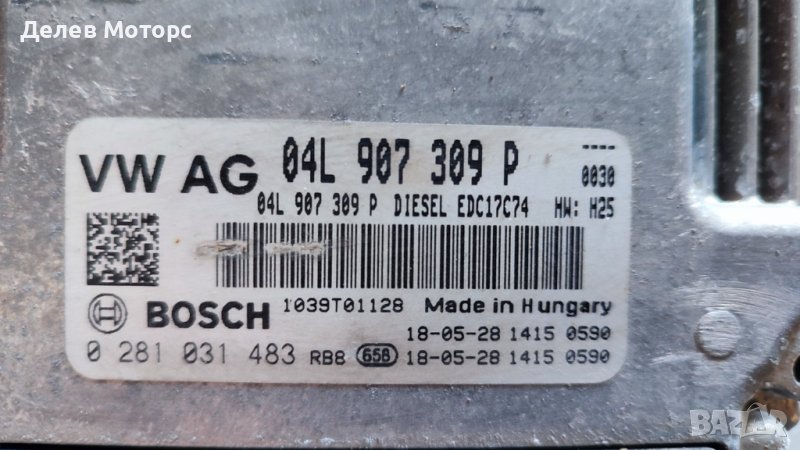 Делев Моторс
VW AG 04L 907 309 P ----
0030
04L 907 309 P DIESEL EDC17C74 HW: H25
BOSCH 1039T01128 Made in Hungary
18-05-28 1415 0590
0 281 031 483 RB8 658 18-05-28 1415 0590
BAZAR